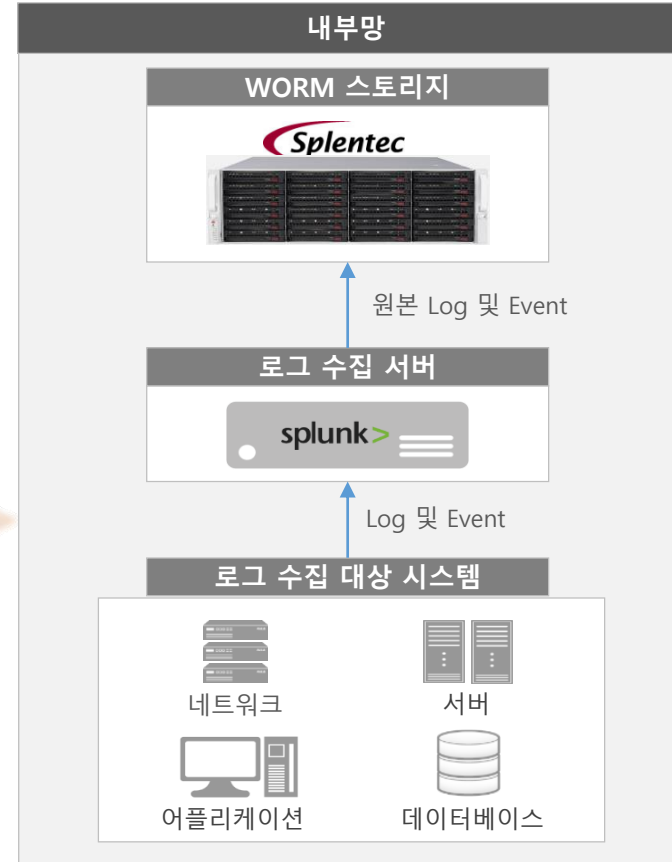 내부망
WORM 스토리지
Splentec
원본 Log 및 Event
로그 수집 서버
splunk>
Log 및 Event
로그 수집 대상 시스템
네트워크
서버
어플리케이션
데이터베이스